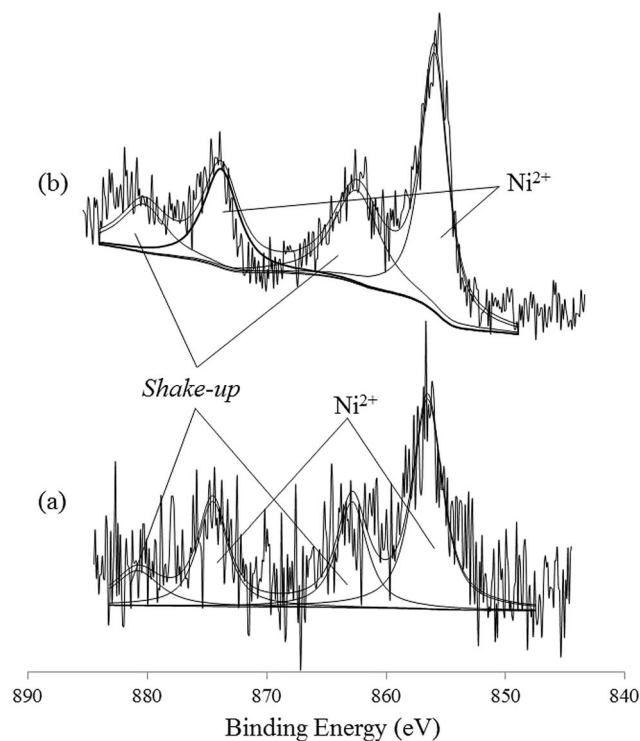 (b)
Ni²⁺
Shake-up
Ni²⁺
(a)
890 880 870 860 850 840
Binding Energy (eV)